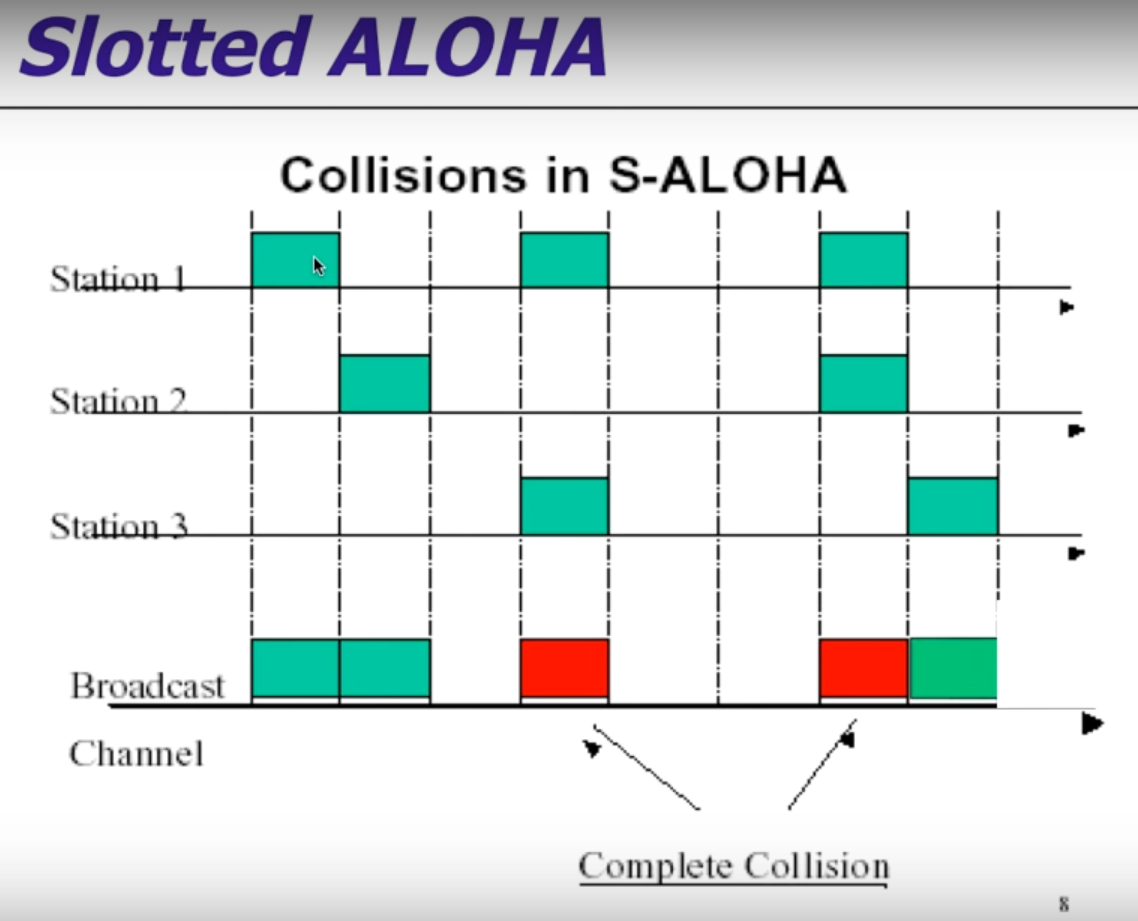 Slotted ALOHA
Collisions in S-ALOHA
Station 1
Station 2
Station 3
Broadcast
Channel
Complete Collision
8